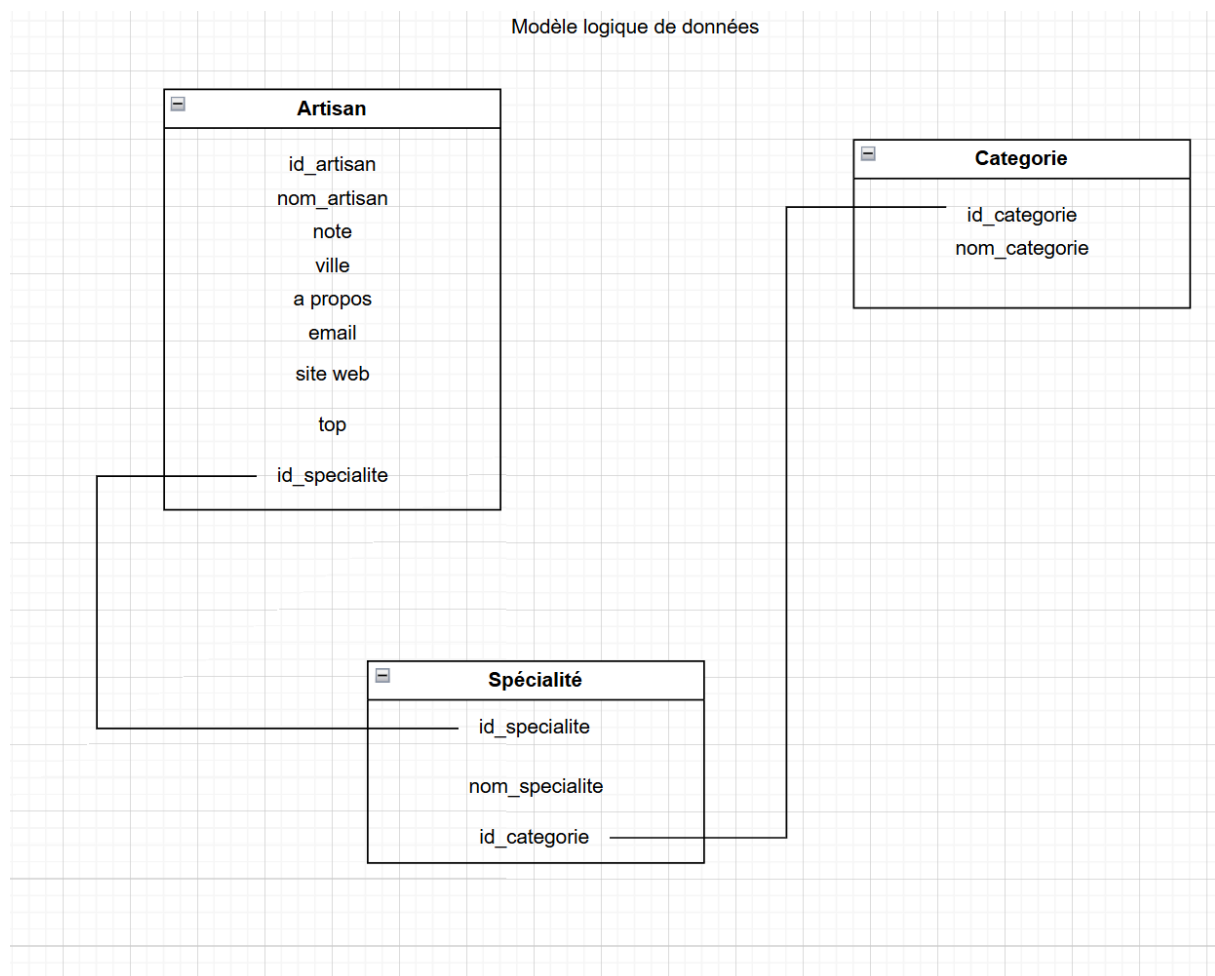 Modèle logique de données
Artisan
id_artisan
nom_artisan
note
ville
a propos
email
site web
top
id_specialite
Categorie
id_categorie
nom_categorie
Spécialité
id_specialite
nom_specialite
id_categorie